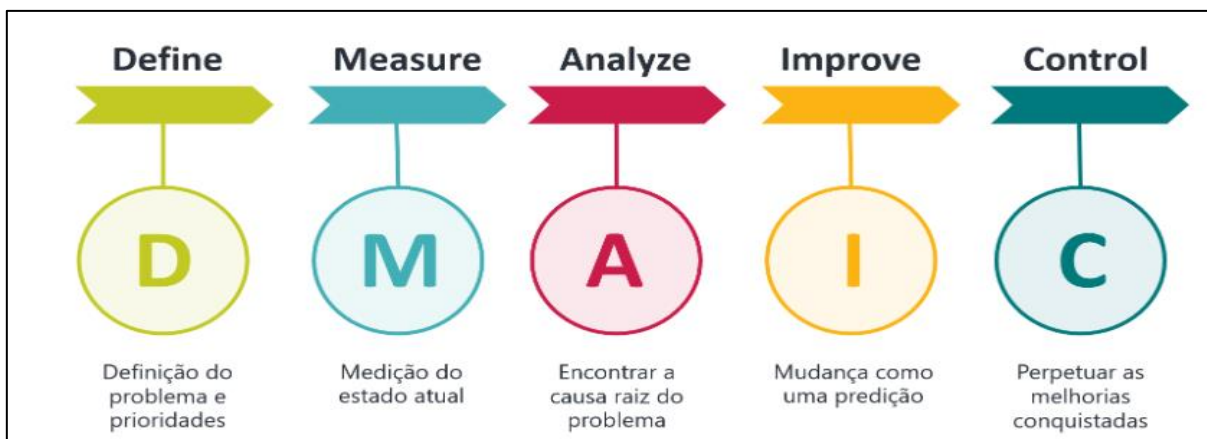 Define
Measure
Analyze
Improve
Control
D
M
A
I
C
Definição do
problema e
prioridades
Medição do
estado atual
Encontrar a
causa raiz do
problema
Mudança como
uma predição
Perpetuar as
melhorias
conquistadas